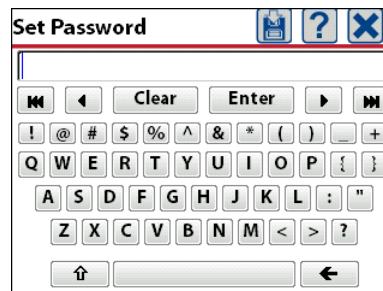 Set Password ?
Clear Enter
! @ # $ % ^ & * ( ) _ +
Q W E R T Y U I O P { }
A S D F G H J K L : "
Z X C V B N M < > ?